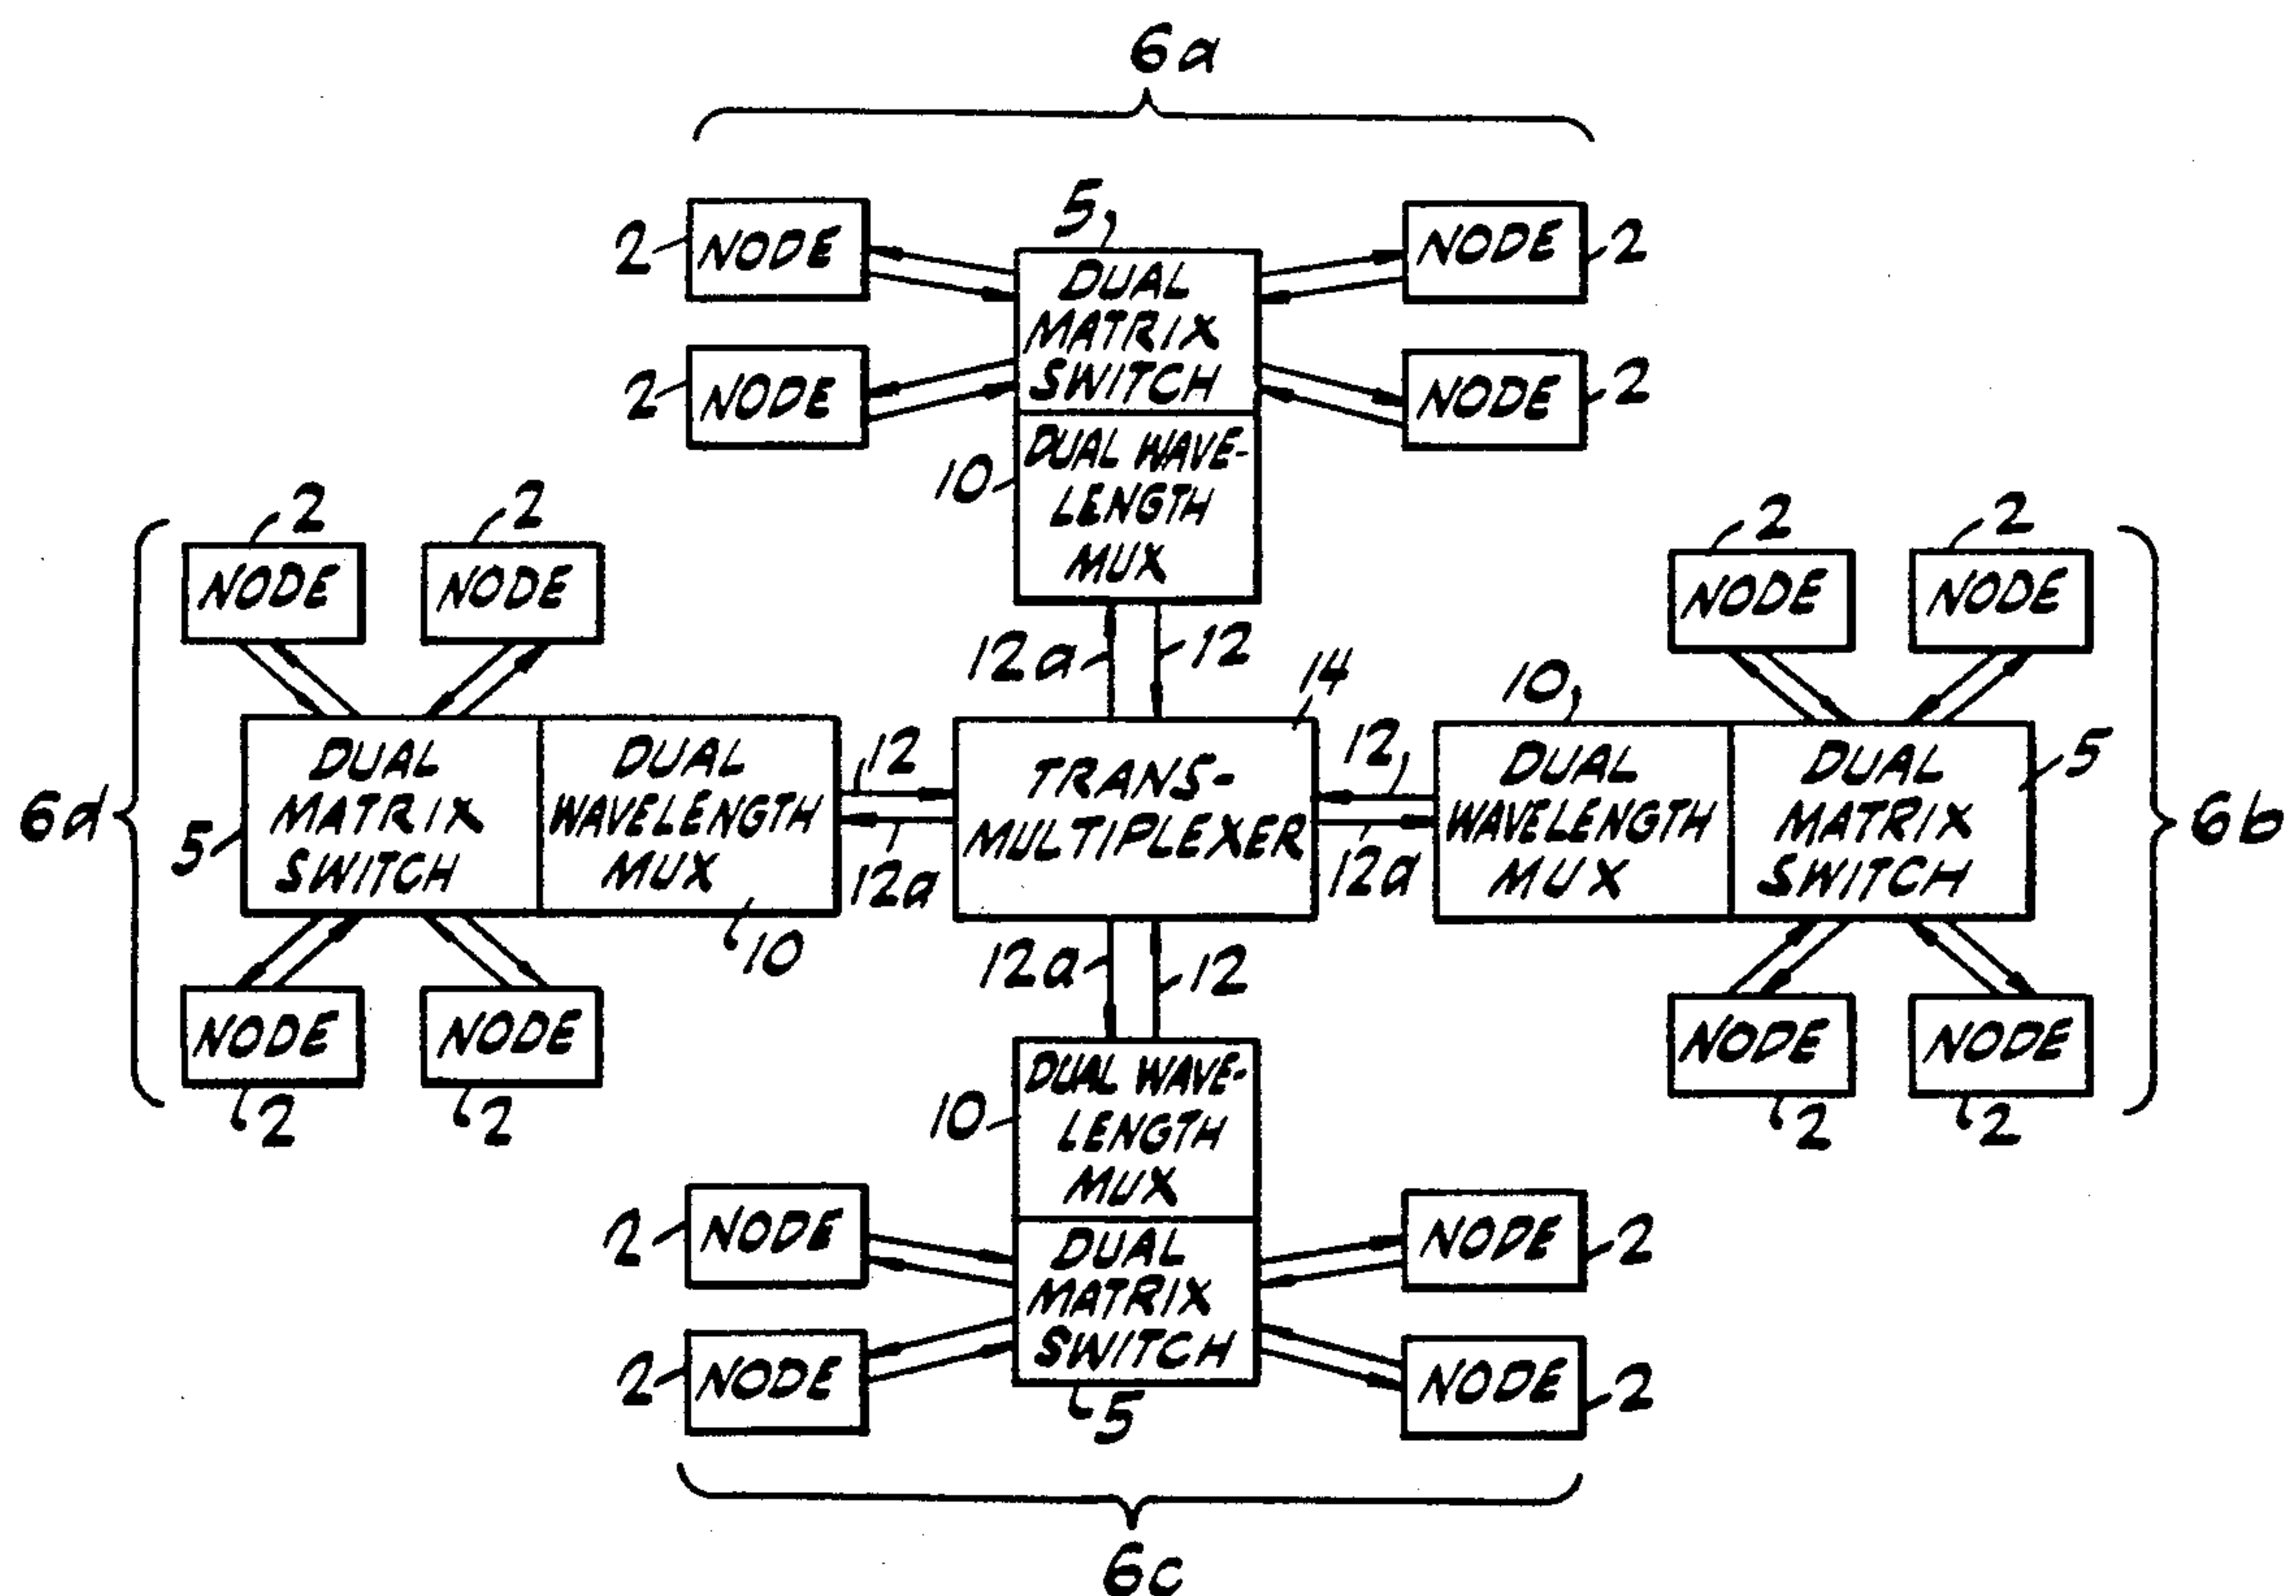 6a
5
2 NODE
NODE 2
DUAL
MATRIX
SWITCH
2 NODE
NODE 2
10
DUAL WAVE-
LENGTH
MUX
2
2
NODE
NODE
2
2
NODE
NODE
12a
12
14
10
6d
5
DUAL
MATRIX
SWITCH
DUAL
WAVELENGTH
MUX
12
12a
10
TRANS-
MULTIPLEXER
12
12a
DUAL
WAVELENGTH
MUX
DUAL
MATRIX
SWITCH
5
6b
12a
12
NODE
NODE
2
2
NODE
NODE
2
2
10
DUAL WAVE-
LENGTH
MUX
2 NODE
NODE 2
DUAL
MATRIX
SWITCH
2 NODE
NODE 2
5
6c